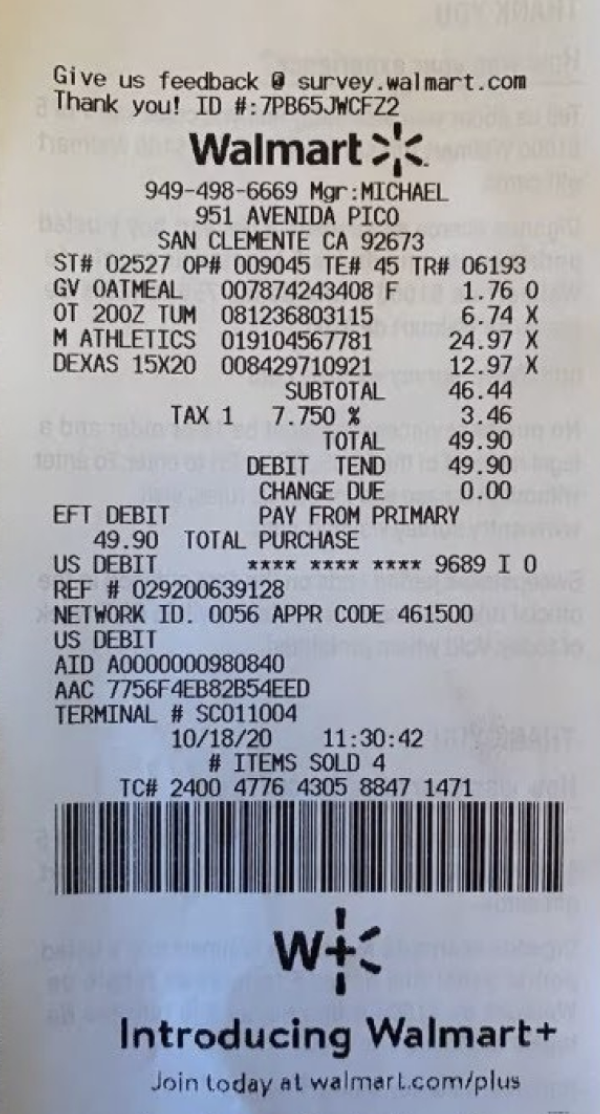 Give us feedback @ survey.walmart.com
Thank you! ID #:7PB65JWCFZ2
Walmart
949-498-6669 Mgr:MICHAEL
951 AVENIDA PICO
SAN CLEMENTE CA 92673
ST# 02527 OP# 009045 TE# 45 TR# 06193
GV OATMEAL 007874243408 F 1.76 O
OT 200Z TUM 081236803115 6.74 X
M ATHLETICS 019104567781 24.97 X
DEXAS 15X20 008429710921 12.97 X
SUBTOTAL 46.44
TAX 1 7.750 % 3.46
TOTAL 49.90
DEBIT TEND 49.90
CHANGE DUE 0.00
EFT DEBIT PAY FROM PRIMARY
49.90 TOTAL PURCHASE
US DEBIT **** **** **** 9689 I 0
REF # 029200639128
NETWORK ID. 0056 APPR CODE 461500
US DEBIT
AID A0000000980840
AAC 7756F4EB82B54EED
TERMINAL # SC011004
10/18/20 11:30:42
# ITEMS SOLD 4
TC# 2400 4776 4305 8847 1471
W+
Introducing Walmart+
Join today at walmart.com/plus